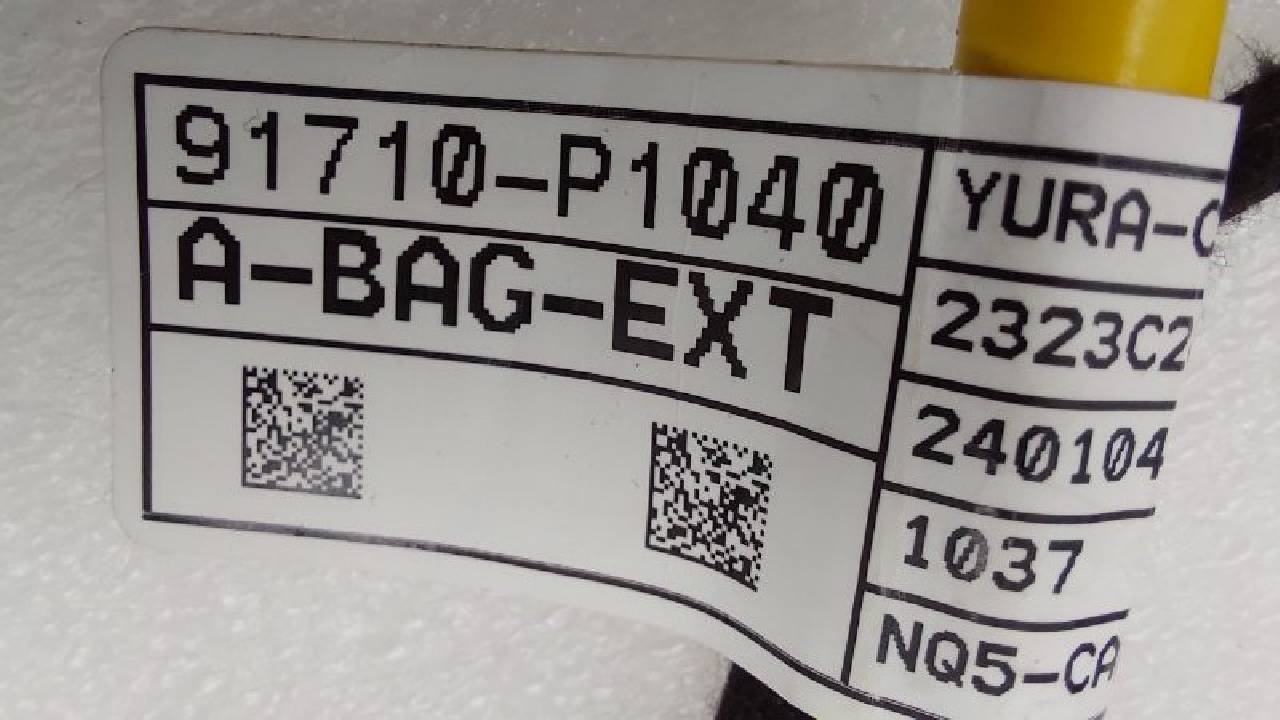 91710-P1040
A-BAG-EXT
YURA-C
2323C2
240104
1037
NQ5-CA